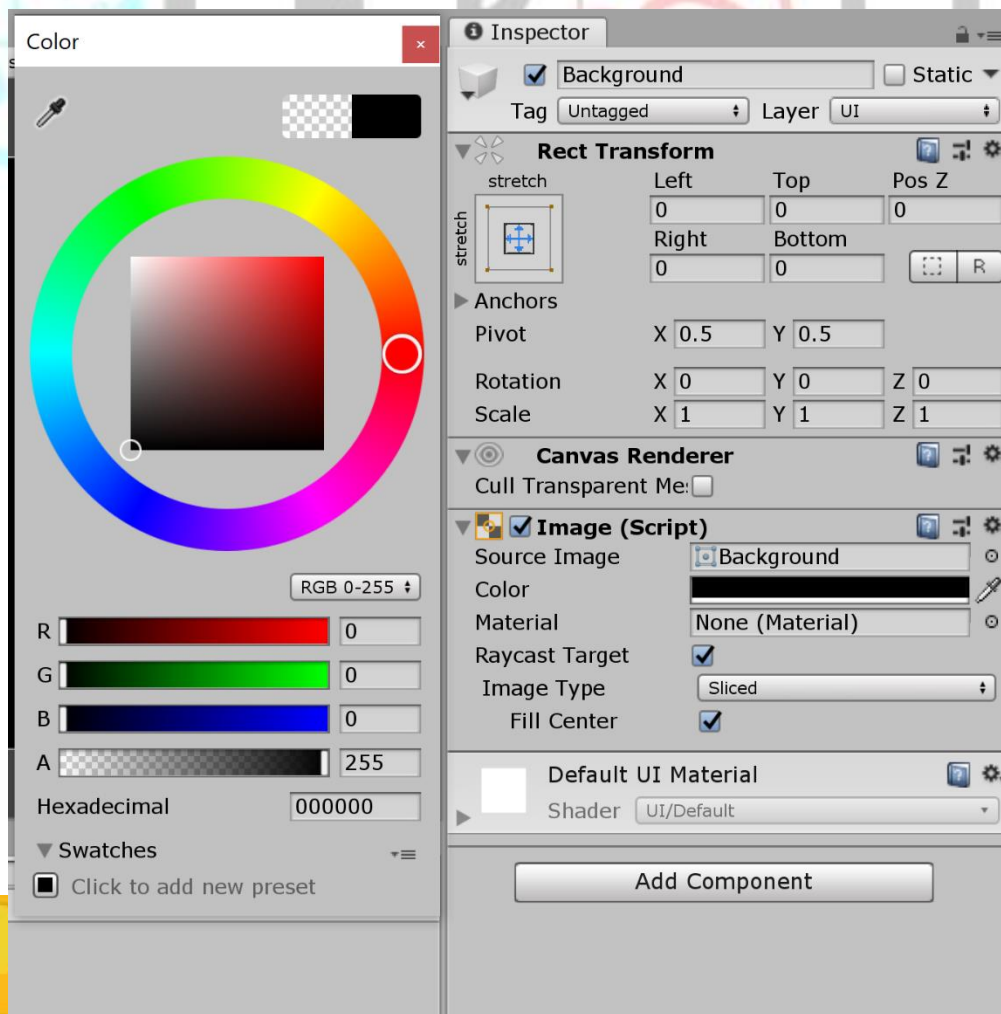 Color
×
RGB 0-255
R 0
G 0
B 0
A 255
Hexadecimal 000000
Swatches
Click to add new preset
Inspector
Background Static
Tag Untagged Layer UI
Rect Transform
stretch Left Top Pos Z
stretch
0 0 0
Right Bottom
0 0 R
Anchors
Pivot X 0.5 Y 0.5
Rotation X 0 Y 0 Z 0
Scale X 1 Y 1 Z 1
Canvas Renderer
Cull Transparent Me
Image (Script)
Source Image Background
Color
Material None (Material)
Raycast Target
Image Type Sliced
Fill Center
Default UI Material
Shader UI/Default
Add Component